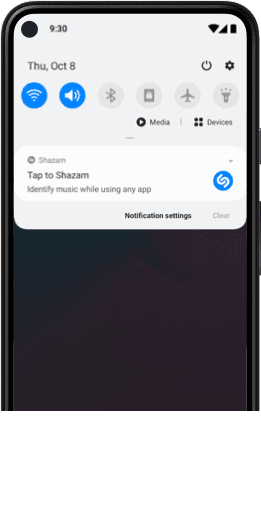 9:30
Thu, Oct 8
Media | Devices
Shazam
Tap to Shazam
Identify music while using any app
Notification settings Clear